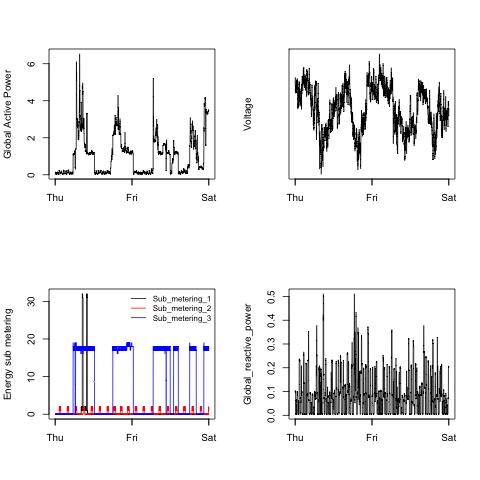 Global Active Power
6
4
2
0
Thu Fri Sat
Voltage
Thu Fri Sat
Energy sub metering
30
20
10
0
Sub_metering_1
Sub_metering_2
Sub_metering_3
Thu Fri Sat
Global_reactive_power
0.5
0.4
0.3
0.2
0.1
0.0
Thu Fri Sat